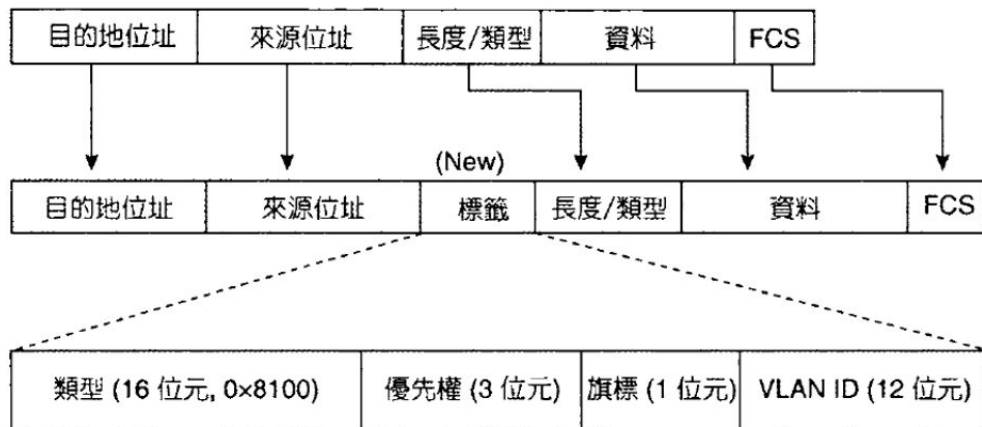 目的地位址 來源位址 長度/類型 資料 FCS
(New)
目的地位址 來源位址 標籤 長度/類型 資料 FCS
類型 (16 位元, 0×8100) 優先權 (3 位元) 旗標 (1 位元) VLAN ID (12 位元)